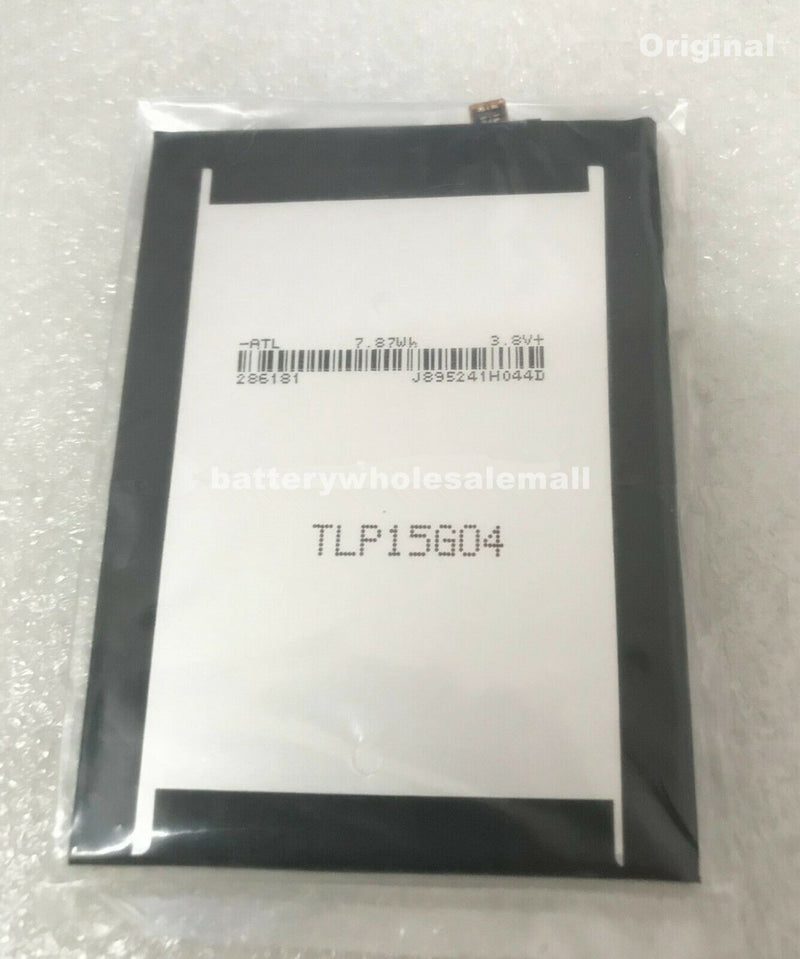 Original
-ATL 7.87Wh 3.8V+
286181 J895241H044D
batterywholesalemall
TLP15G04